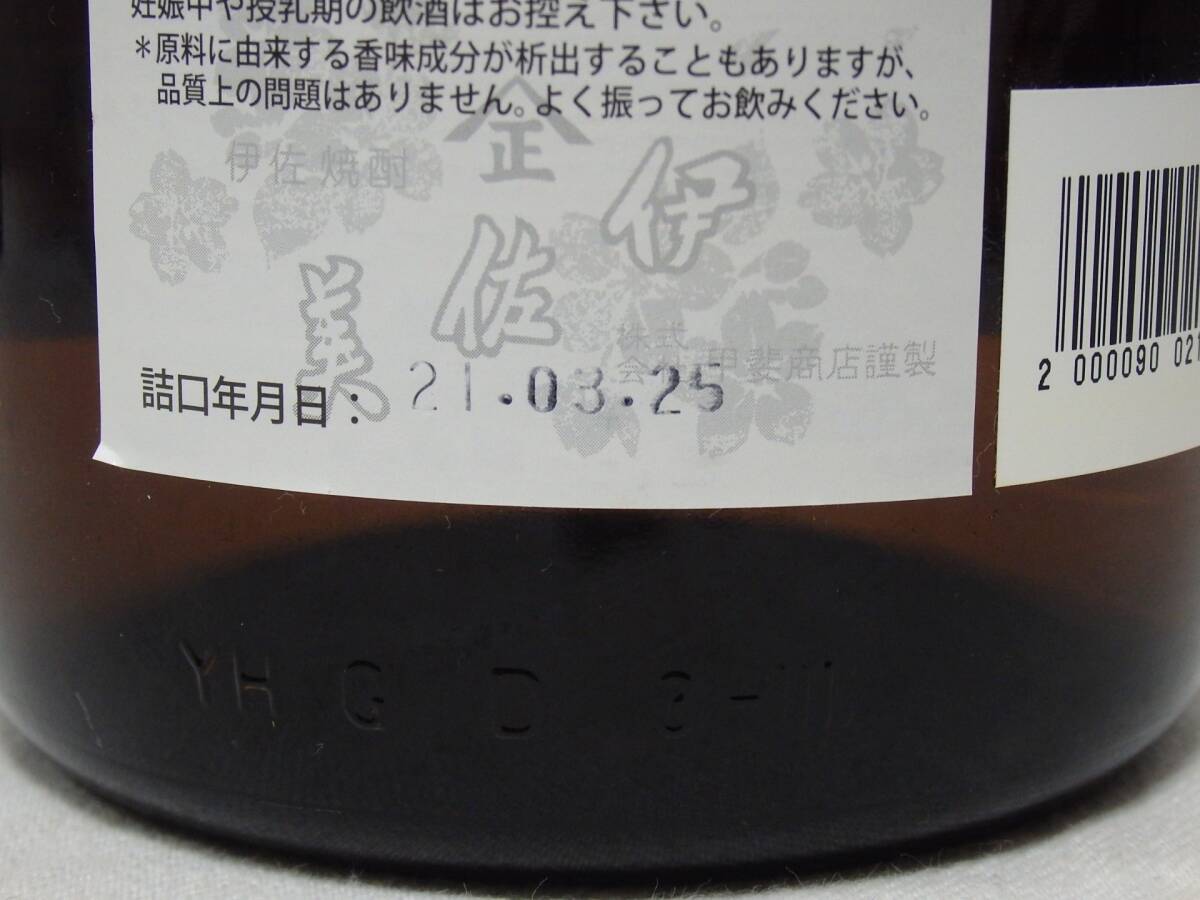 妊娠中や授乳期の飲酒はお控え下さい。
＊原料に由来する香味成分が析出することもありますが、
品質上の問題はありません。よく振ってお飲みください。
正
伊佐焼酎
伊佐美
株式
会社 甲斐商店謹製
詰口年月日： 21.03.25
2 000090 021
YH G D 3-